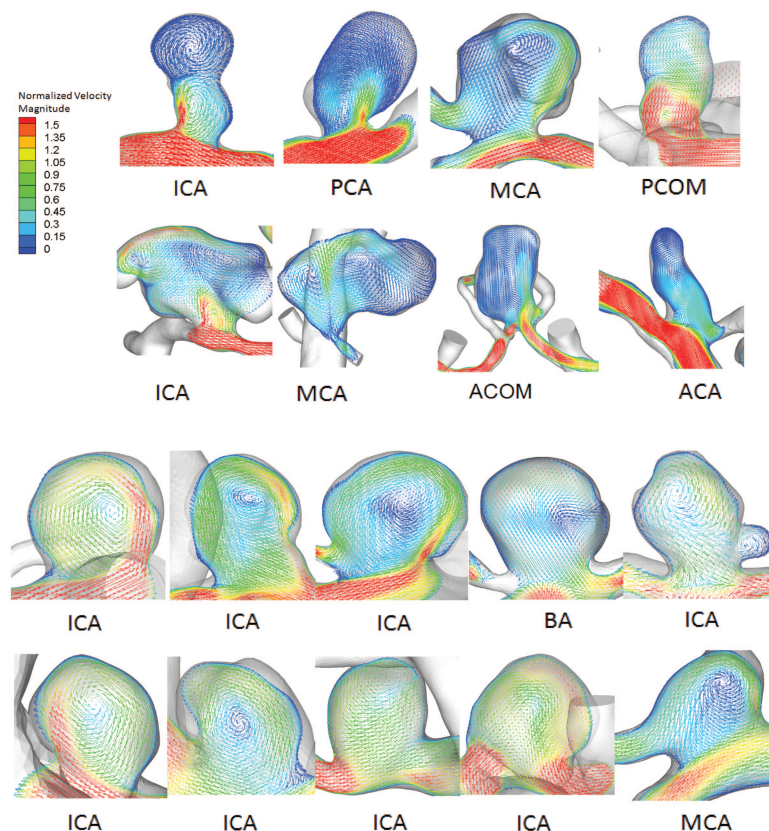 Normalized Velocity
Magnitude
1.5
1.35
1.2
1.05
0.9
0.75
0.6
0.45
0.3
0.15
0
ICA PCA MCA PCOM
ICA MCA ACOM ACA
ICA ICA ICA BA ICA
ICA ICA ICA ICA MCA